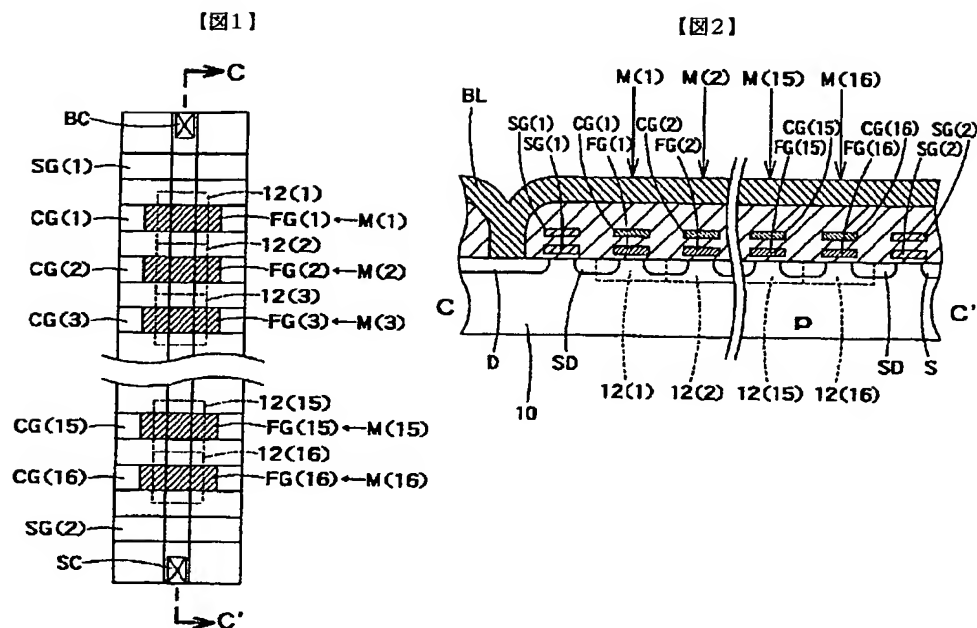 【図1】
C
BC
SG(1)
12(1)
CG(1)
FG(1)←M(1)
12(2)
CG(2)
FG(2)←M(2)
12(3)
CG(3)
FG(3)←M(3)
12(15)
CG(15)
FG(15)←M(15)
12(16)
CG(16)
FG(16)←M(16)
SG(2)
SC
C'
【図2】
M(1) M(2) M(15) M(16)
BL
SG(1) CG(1) CG(2) CG(15) CG(16) SG(2)
SG(1) FG(1) FG(2) FG(15) FG(16) SG(2)
C P C'
D SD SD S
12(1) 12(2) 12(15) 12(16)
10